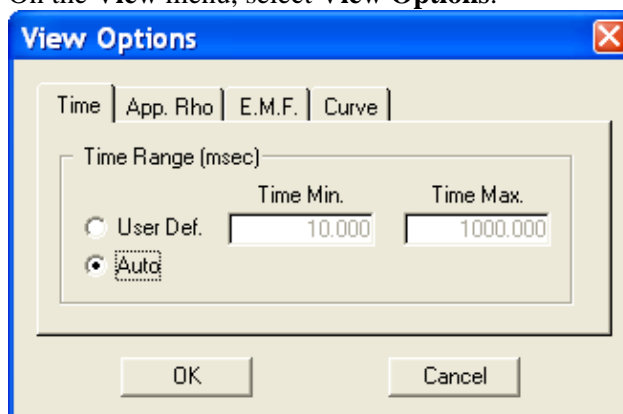 On the View menu, select View Options.
View Options
Time App. Rho E.M.F. Curve
Time Range (msec)
Time Min. Time Max.
User Def. 10.000 1000.000
Auto
OK Cancel